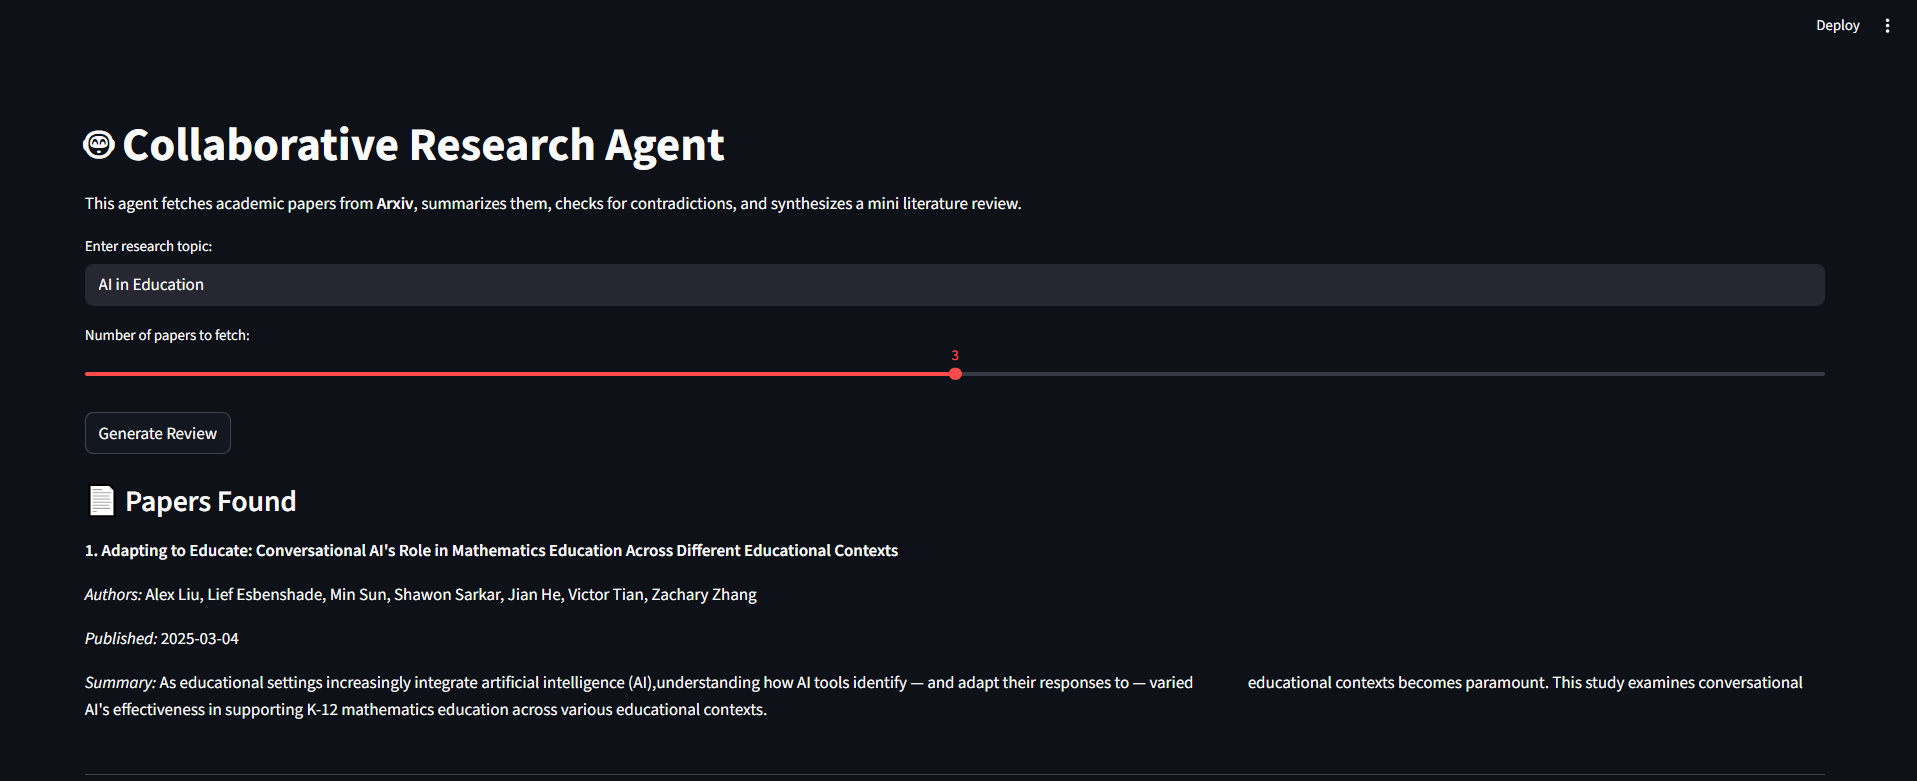 Deploy
Collaborative Research Agent
This agent fetches academic papers from Arxiv, summarizes them, checks for contradictions, and synthesizes a mini literature review.
Enter research topic:
AI in Education
Number of papers to fetch:
3
Generate Review
Papers Found
1. Adapting to Educate: Conversational AI's Role in Mathematics Education Across Different Educational Contexts
Authors: Alex Liu, Lief Esbenshade, Min Sun, Shawon Sarkar, Jian He, Victor Tian, Zachary Zhang
Published: 2025-03-04
Summary: As educational settings increasingly integrate artificial intelligence (AI),understanding how AI tools identify — and adapt their responses to — varied educational contexts becomes paramount. This study examines conversational
AI's effectiveness in supporting K-12 mathematics education across various educational contexts.